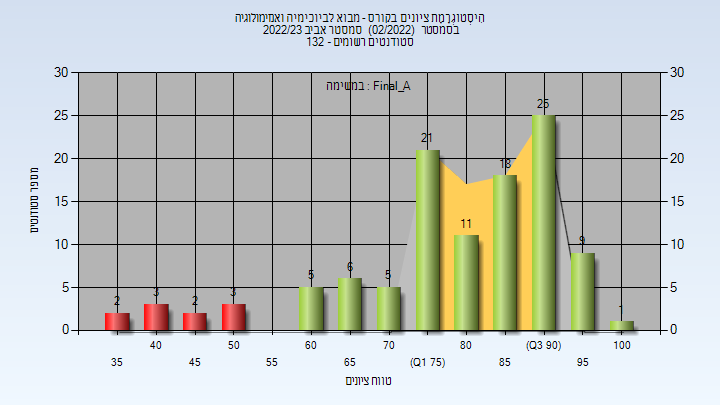 היסטוגרמת ציונים בקורס - מבוא לביוכימיה ואנזימולוגיה
בסמסטר (02/2022) סמסטר אביב 2022/23
132 - סטודנטים רשומים
במשימה : Final_A
מספר סטודנטים
30 30
25 25
20 20
15 15
10 10
5 5
0 0
2 3 2 3 5 6 5 21 11 18 25 9 1
40 50 60 70 80 (Q3 90) 100
35 45 55 65 (Q1 75) 85 95
טווח ציונים